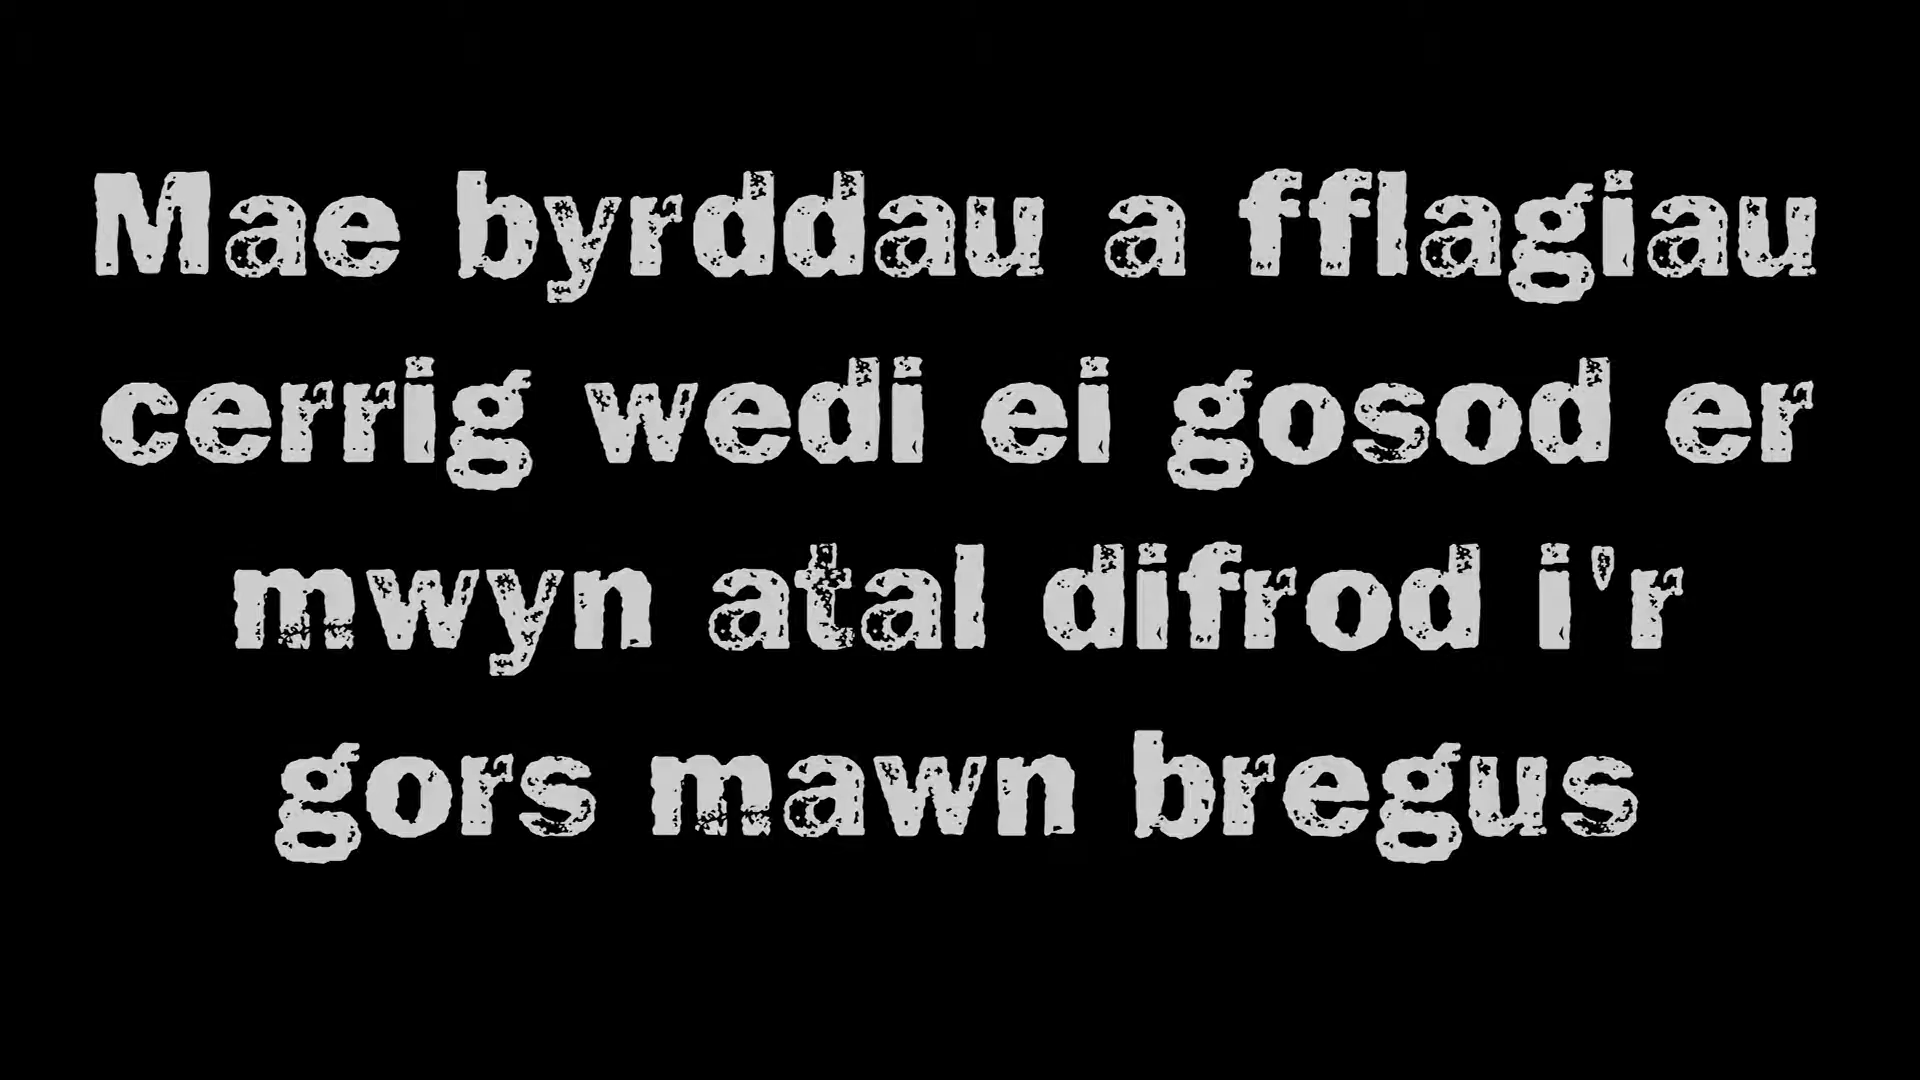 Mae byrddau a fflagiau
cerrig wedi ei gosod er
mwyn atal difrod i'r
gors mawn bregus